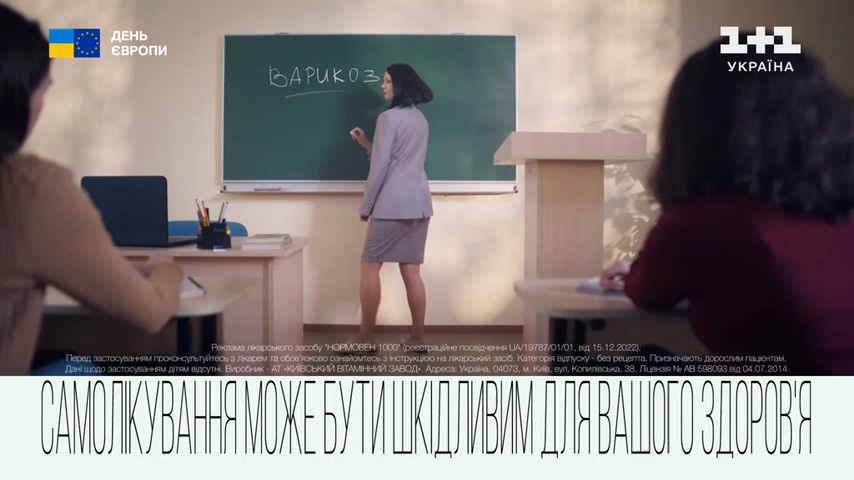 ДЕНЬ
ЄВРОПИ
1+1
УКРАЇНА
ВАРИКОЗ
Реклама лікарського засобу "НОРМОВЕН 1000" (реєстраційне посвідчення UA/19787/01/01, від 15.12.2022).
Перед застосуванням проконсультуйтесь з лікарем та обов'язково ознайомтесь з інструкцією на лікарський засіб. Категорія відпуску - без рецепта. Призначають дорослим пацієнтам.
Дані щодо застосуванням дітям відсутні. Виробник - АТ «КИЇВСЬКИЙ ВІТАМІННИЙ ЗАВОД». Адреса: Україна, 04073, м. Київ, вул. Копилівська, 38. Ліцензія № АВ 598093 від 04.07.2014.
САМОЛІКУВАННЯ МОЖЕ БУТИ ШКІДЛИВИМ ДЛЯ ВАШОГО ЗДОРОВ'Я